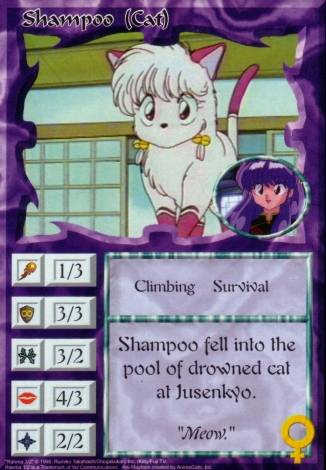 Shampoo (Cat)
1/3
Climbing Survival
3/3
3/2
Shampoo fell into the
pool of drowned cat
at Jusenkyo.
4/3
"Meow."
2/2